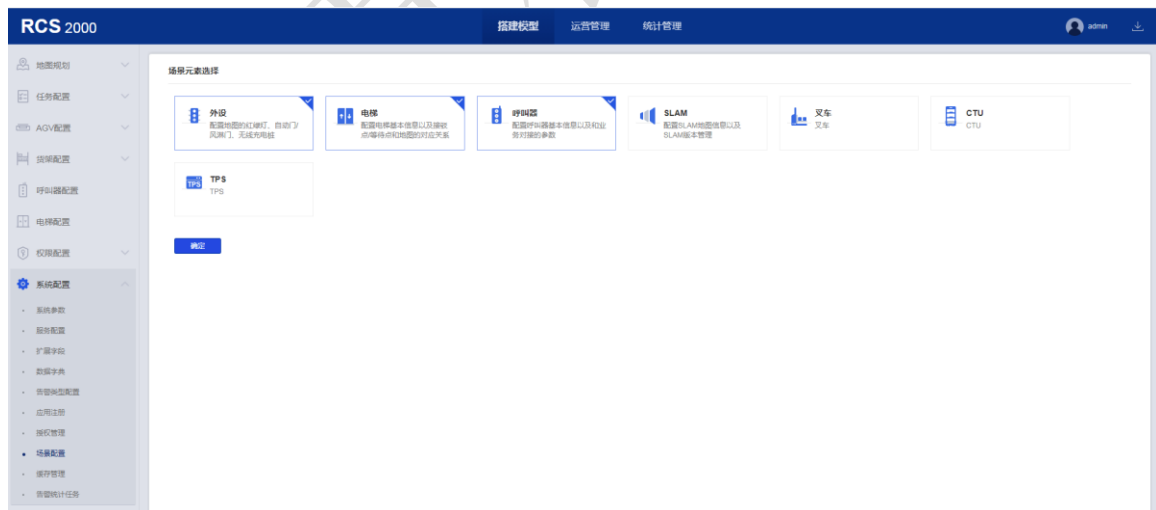 RCS 2000
搭建模型
运营管理
统计管理
admin
地图规划
任务配置
AGV配置
货架配置
呼叫器配置
电梯配置
权限配置
系统配置
系统参数
服务配置
扩展字段
数据字典
告警类型配置
应用注册
授权管理
场景配置
缓存管理
告警统计任务
场景元素选择
外设
配置地图的红绿灯、自动门/
风淋门、无线充电桩
电梯
配置电梯基本信息以及接驳
点/等待点和地图的对应关系
呼叫器
配置呼叫器基本信息以及和业
务对接的参数
SLAM
配置SLAM地图信息以及
SLAM版本管理
叉车
叉车
CTU
CTU
TPS
TPS
TPS
确定